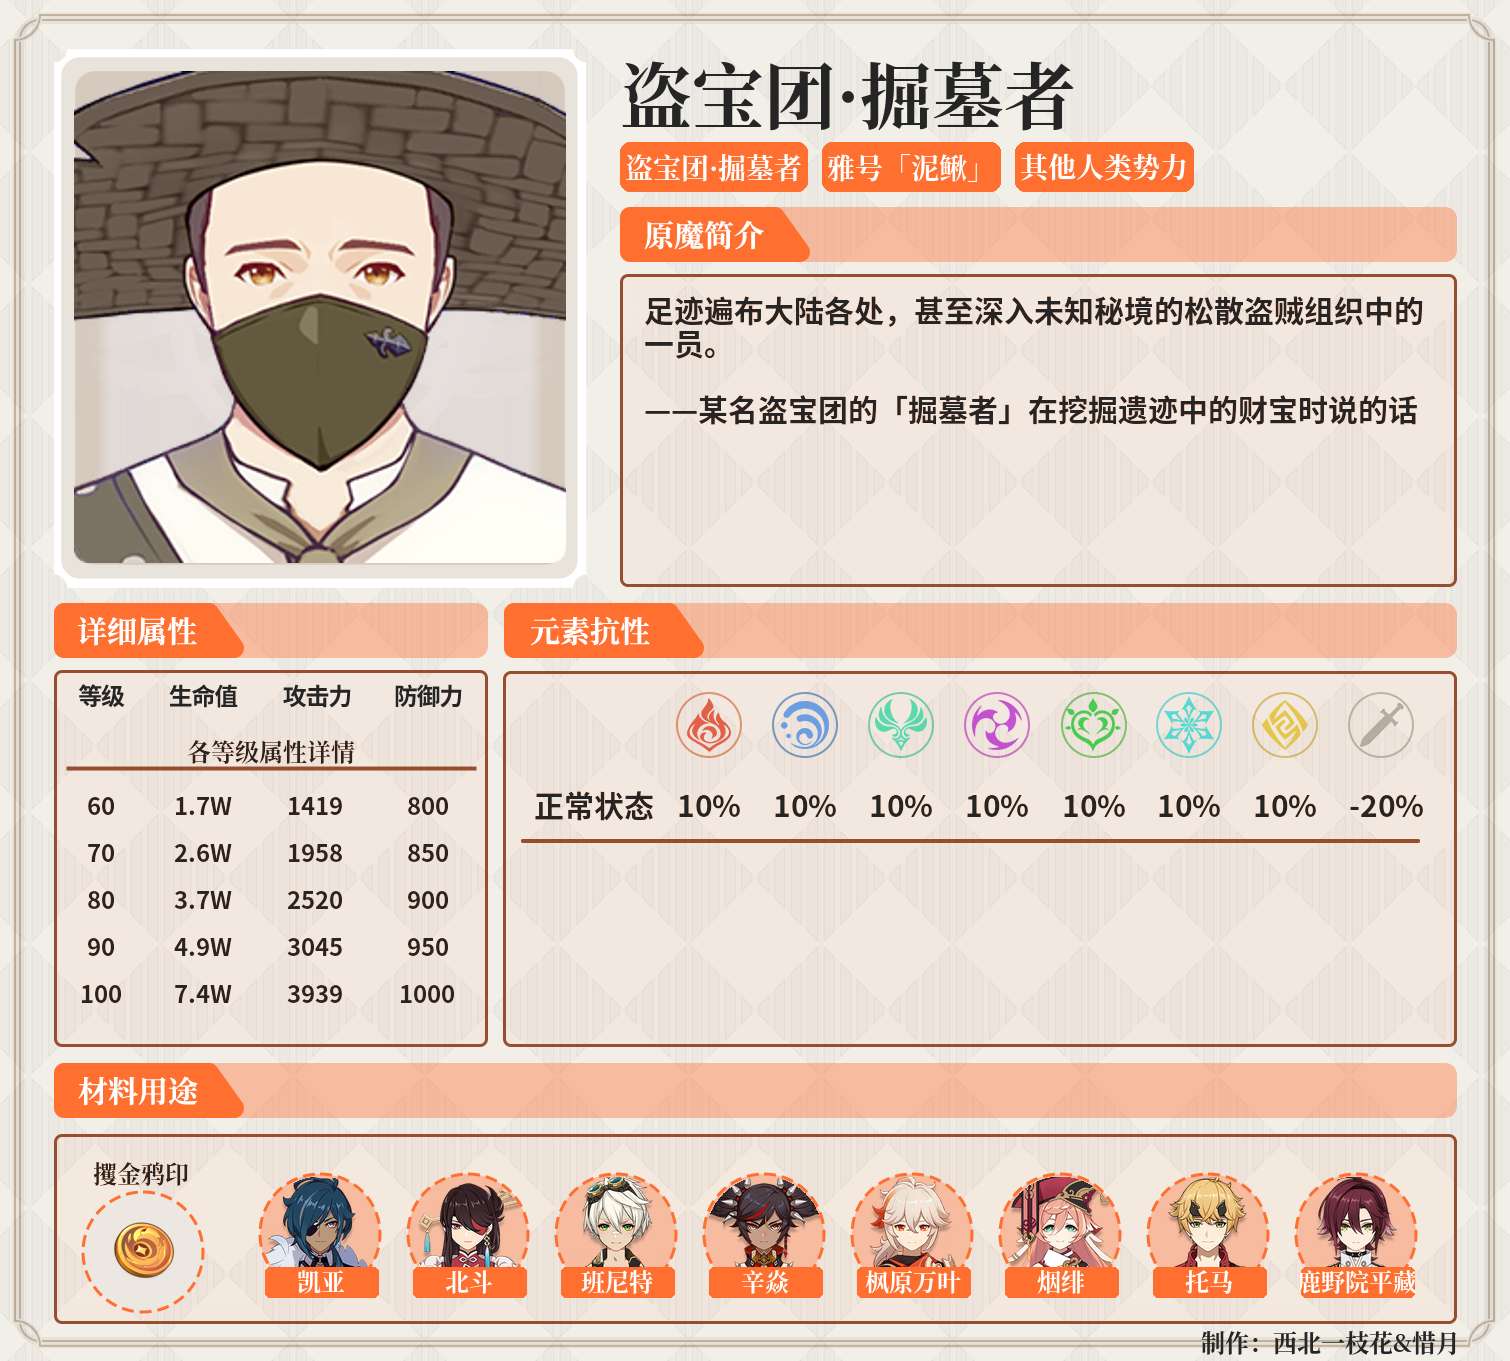 盗宝团·掘墓者
盗宝团·掘墓者 雅号「泥鳅」 其他人类势力
原魔简介
足迹遍布大陆各处，甚至深入未知秘境的松散盗贼组织中的
一员。
——某名盗宝团的「掘墓者」在挖掘遗迹中的财宝时说的话
详细属性
等级 生命值 攻击力 防御力
各等级属性详情
60 1.7W 1419 800
70 2.6W 1958 850
80 3.7W 2520 900
90 4.9W 3045 950
100 7.4W 3939 1000
元素抗性
正常状态 10% 10% 10% 10% 10% 10% 10% -20%
材料用途
攫金鸦印
凯亚 北斗 班尼特 辛焱 枫原万叶 烟绯 托马 鹿野院平藏
制作：西北一枝花&惜月